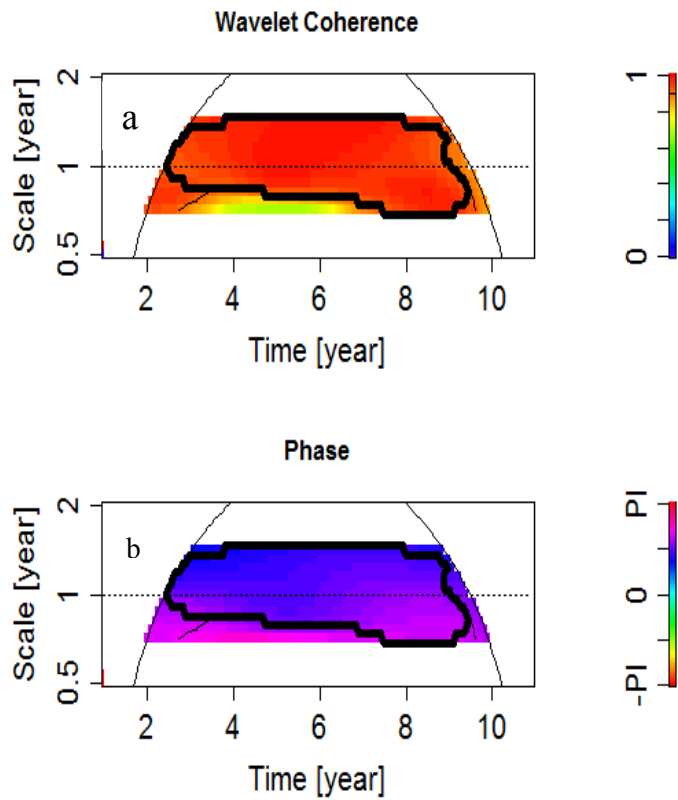 Wavelet Coherence
a
Scale [year]
2
1
0.5
2 4 6 8 10
Time [year]
1
0
Phase
b
Scale [year]
2
1
0.5
2 4 6 8 10
Time [year]
PI
0
-PI